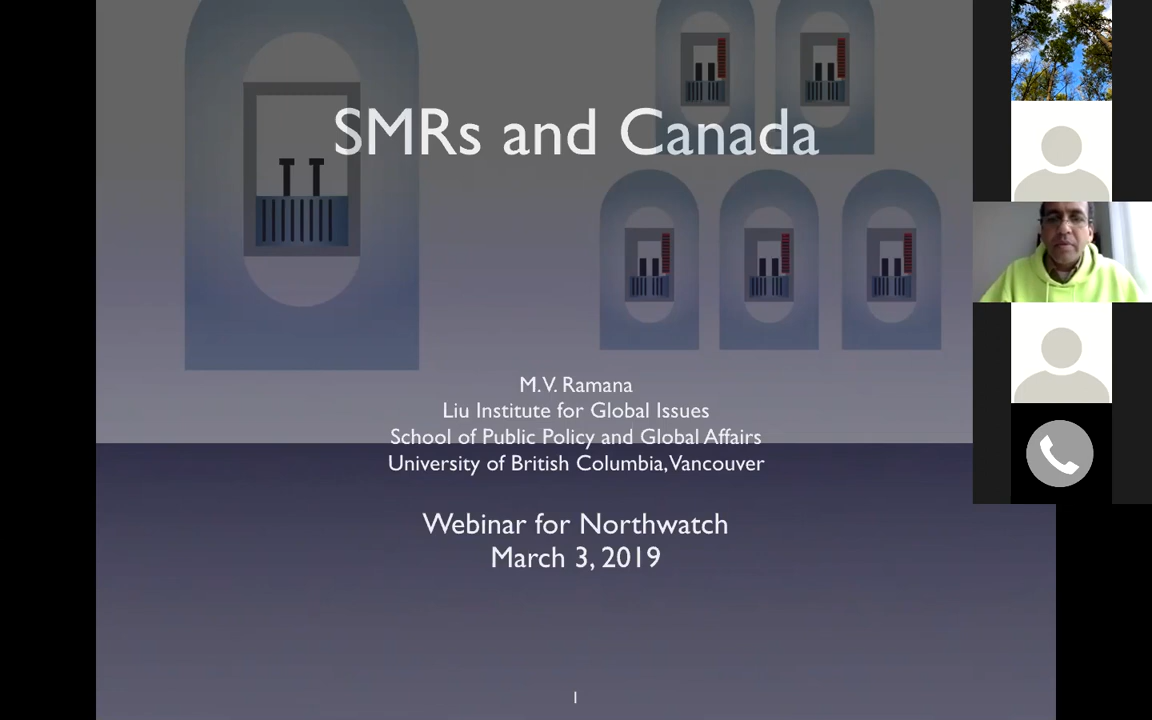 SMRs and Canada
M.V. Ramana
Liu Institute for Global Issues
School of Public Policy and Global Affairs
University of British Columbia, Vancouver
Webinar for Northwatch
March 3, 2019
1